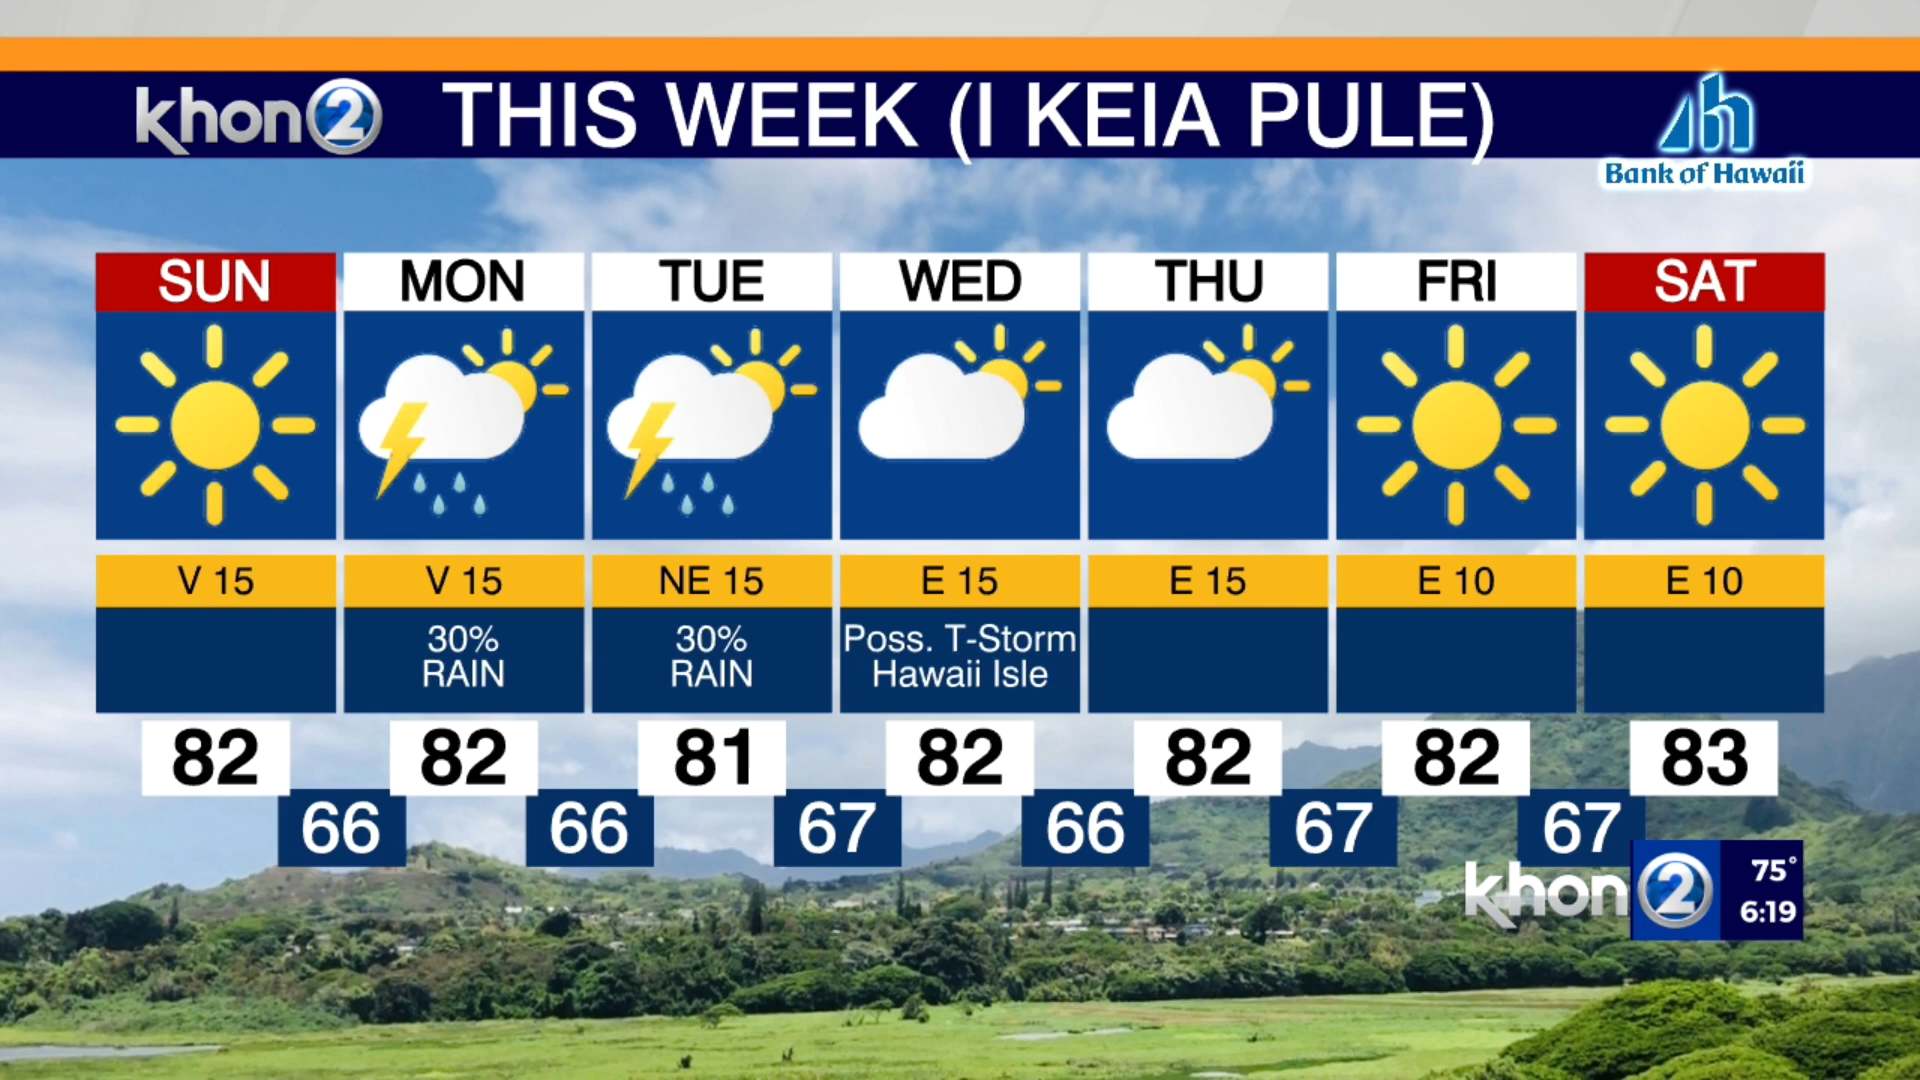 khon2 THIS WEEK (I KEIA PULE)
Bank of Hawaii
SUN MON TUE WED THU FRI SAT
V 15 V 15 NE 15 E 15 E 15 E 10 E 10
30% 30% Poss. T-Storm
RAIN RAIN Hawaii Isle
82 82 81 82 82 82 83
66 66 67 66 67 67
khon 2 75°
6:19